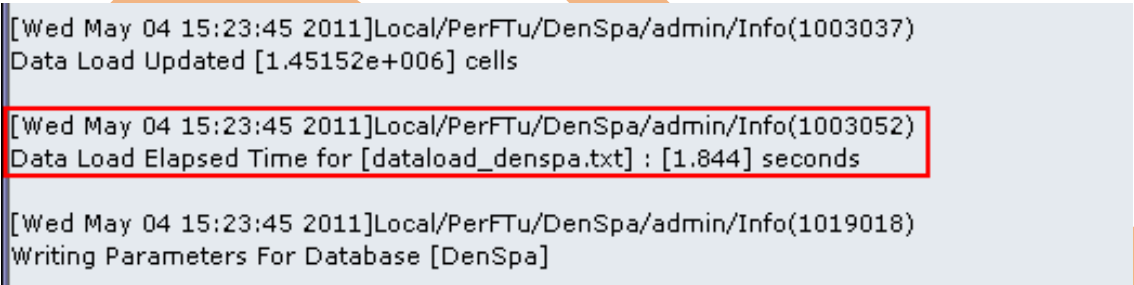 [Wed May 04 15:23:45 2011]Local/PerFTu/DenSpa/admin/Info(1003037)
Data Load Updated [1.45152e+006] cells
[Wed May 04 15:23:45 2011]Local/PerFTu/DenSpa/admin/Info(1003052)
Data Load Elapsed Time for [dataload_denspa.txt] : [1.844] seconds
[Wed May 04 15:23:45 2011]Local/PerFTu/DenSpa/admin/Info(1019018)
Writing Parameters For Database [DenSpa]